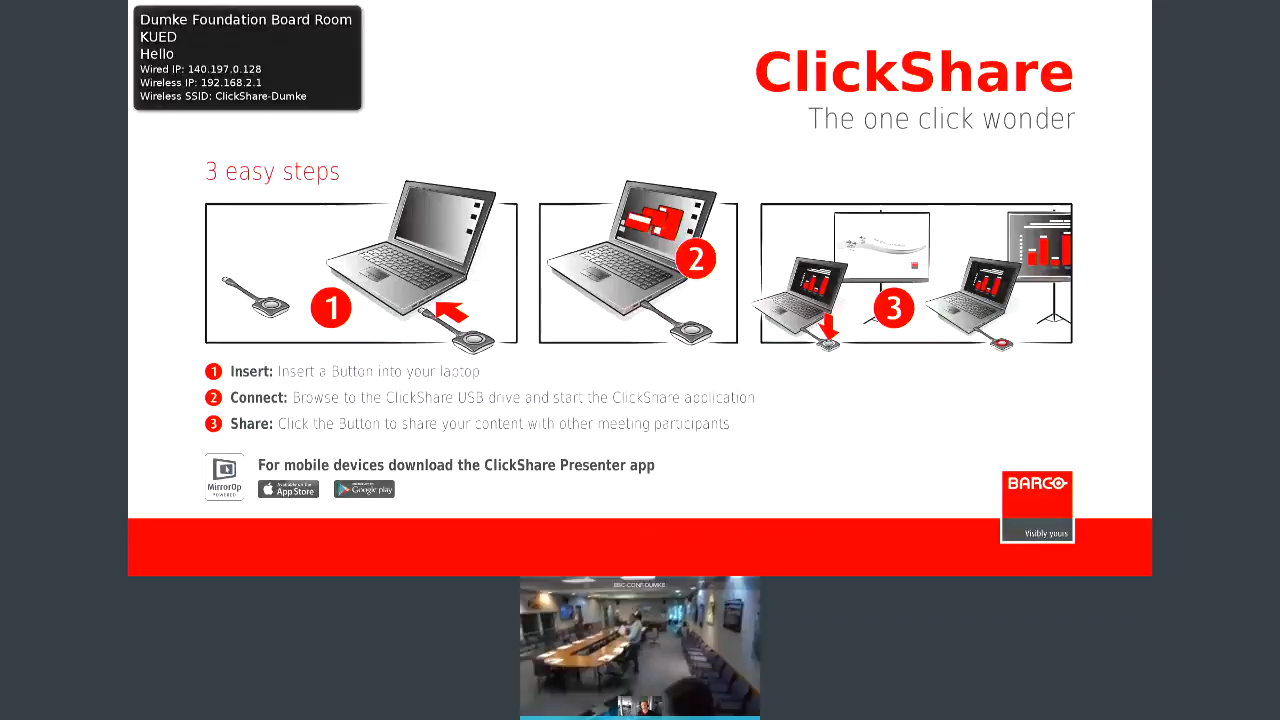 Dumke Foundation Board Room
KUED
Hello
Wired IP: 140.197.0.128
Wireless IP: 192.168.2.1
Wireless SSID: ClickShare-Dumke
ClickShare
The one click wonder
3 easy steps
1
2
3
1 Insert: Insert a Button into your laptop
2 Connect: Browse to the ClickShare USB drive and start the ClickShare application
3 Share: Click the Button to share your content with other meeting participants
For mobile devices download the ClickShare Presenter app
MirrorOp
POWERED
App Store
Google play
BARCO
Visibly yours
EBC-CONF-DUMKE